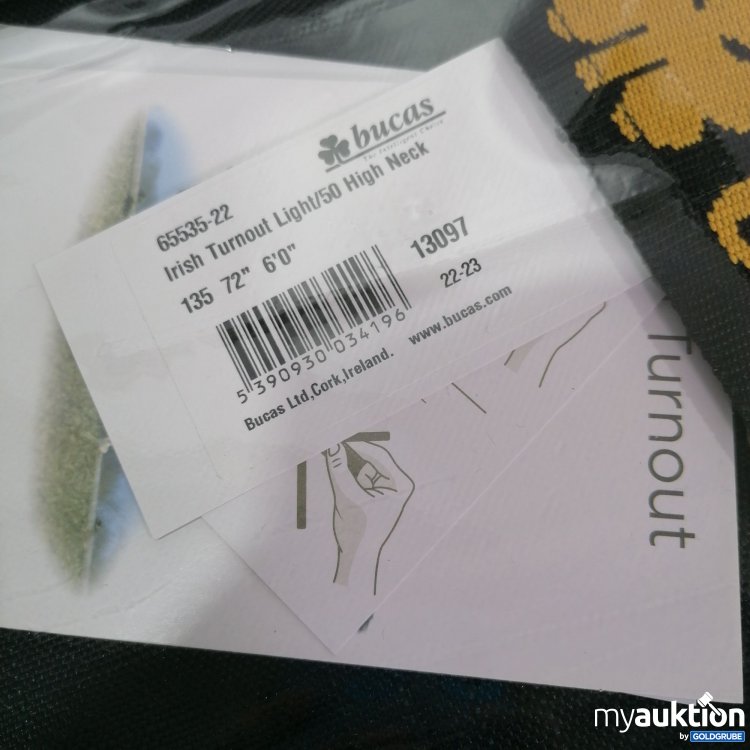 bucas
The Intelligent Choice
65535-22
Irish Turnout Light/50 High Neck
135 72" 6'0"
13097
22-23
5 390930 034196
www.bucas.com
Bucas Ltd,Cork,Ireland.
Turnout
myauktion
by GOLDGRUBE